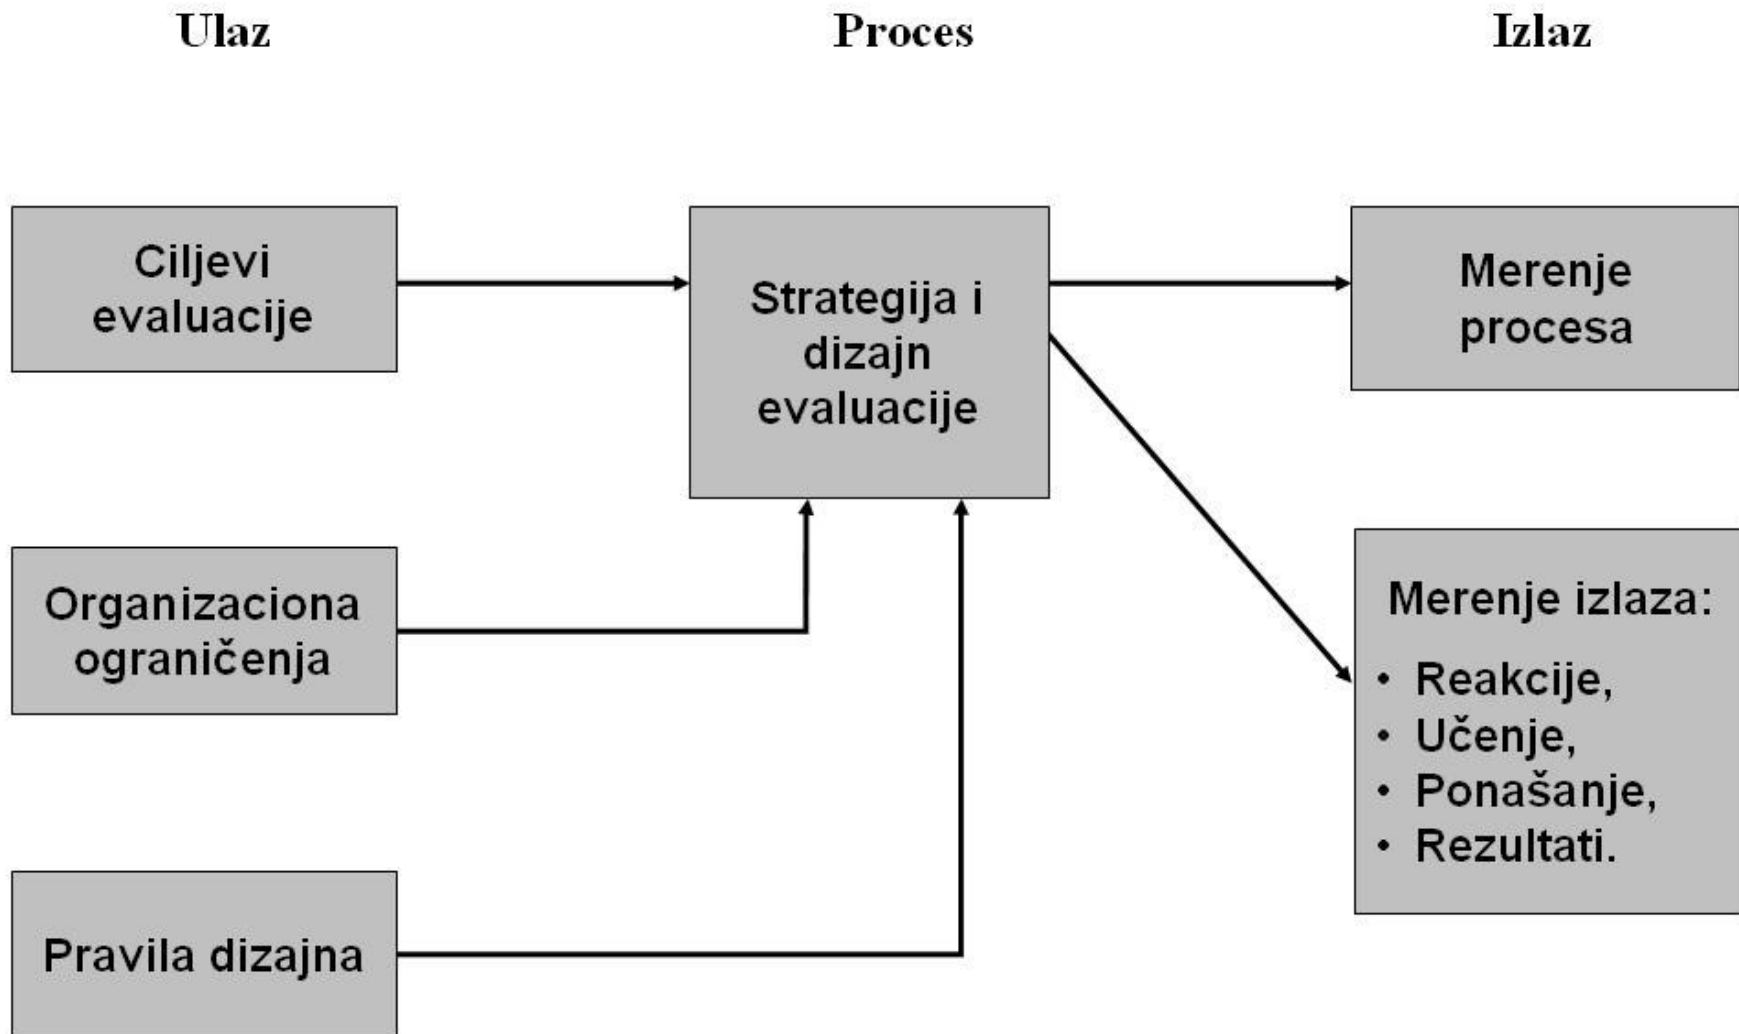 Ulaz
Proces
Izlaz
Ciljevi
evaluacije
Strategija i
dizajn
evaluacije
Merenje
procesa
Organizaciona
ograničenja
Merenje izlaza:
• Reakcije,
• Učenje,
• Ponašanje,
• Rezultati.
Pravila dizajna